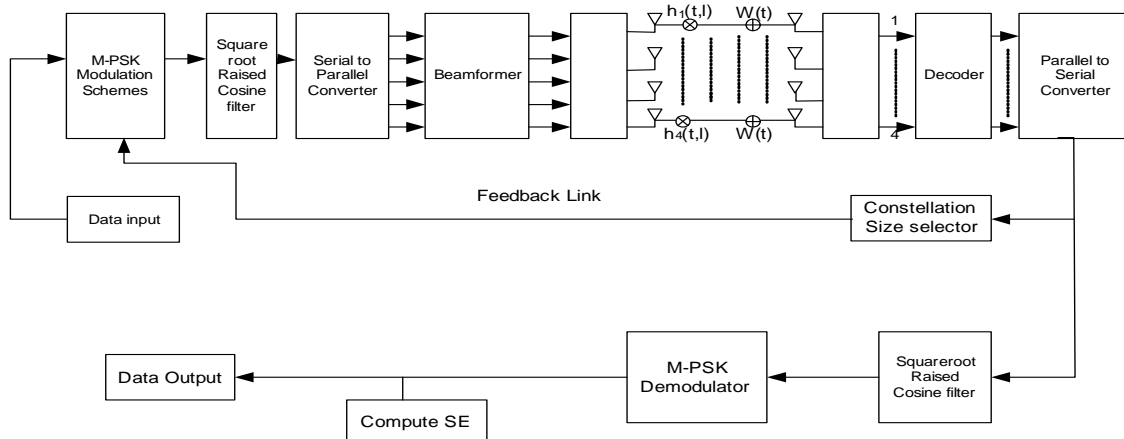 M-PSK
Modulation
Schemes
Square
root
Raised
Cosine
filter
Serial to
Parallel
Converter
Beamformer
h1(t,l)
W(t)
h4(t,l)
W(t)
1
4
Decoder
Parallel to
Serial
Converter
Data input
Feedback Link
Constellation
Size selector
Data Output
Compute SE
M-PSK
Demodulator
Squareroot
Raised
Cosine filter